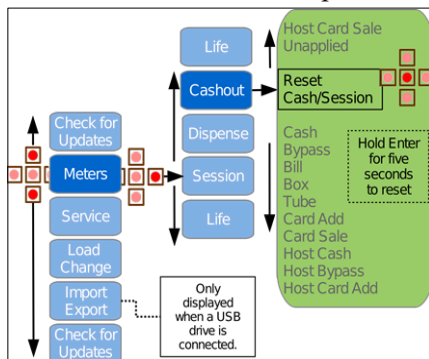 Check for
Updates
Meters
Service
Load
Change
Import
Export
Check for
Updates
Only
displayed
when a USB
drive is
connected.
Life
Cashout
Dispense
Session
Life
Host Card Sale
Unapplied
Reset
Cash/Session
Cash
Bypass
Bill
Box
Tube
Card Add
Card Sale
Host Cash
Host Bypass
Host Card Add
Hold Enter
for five
seconds
to reset